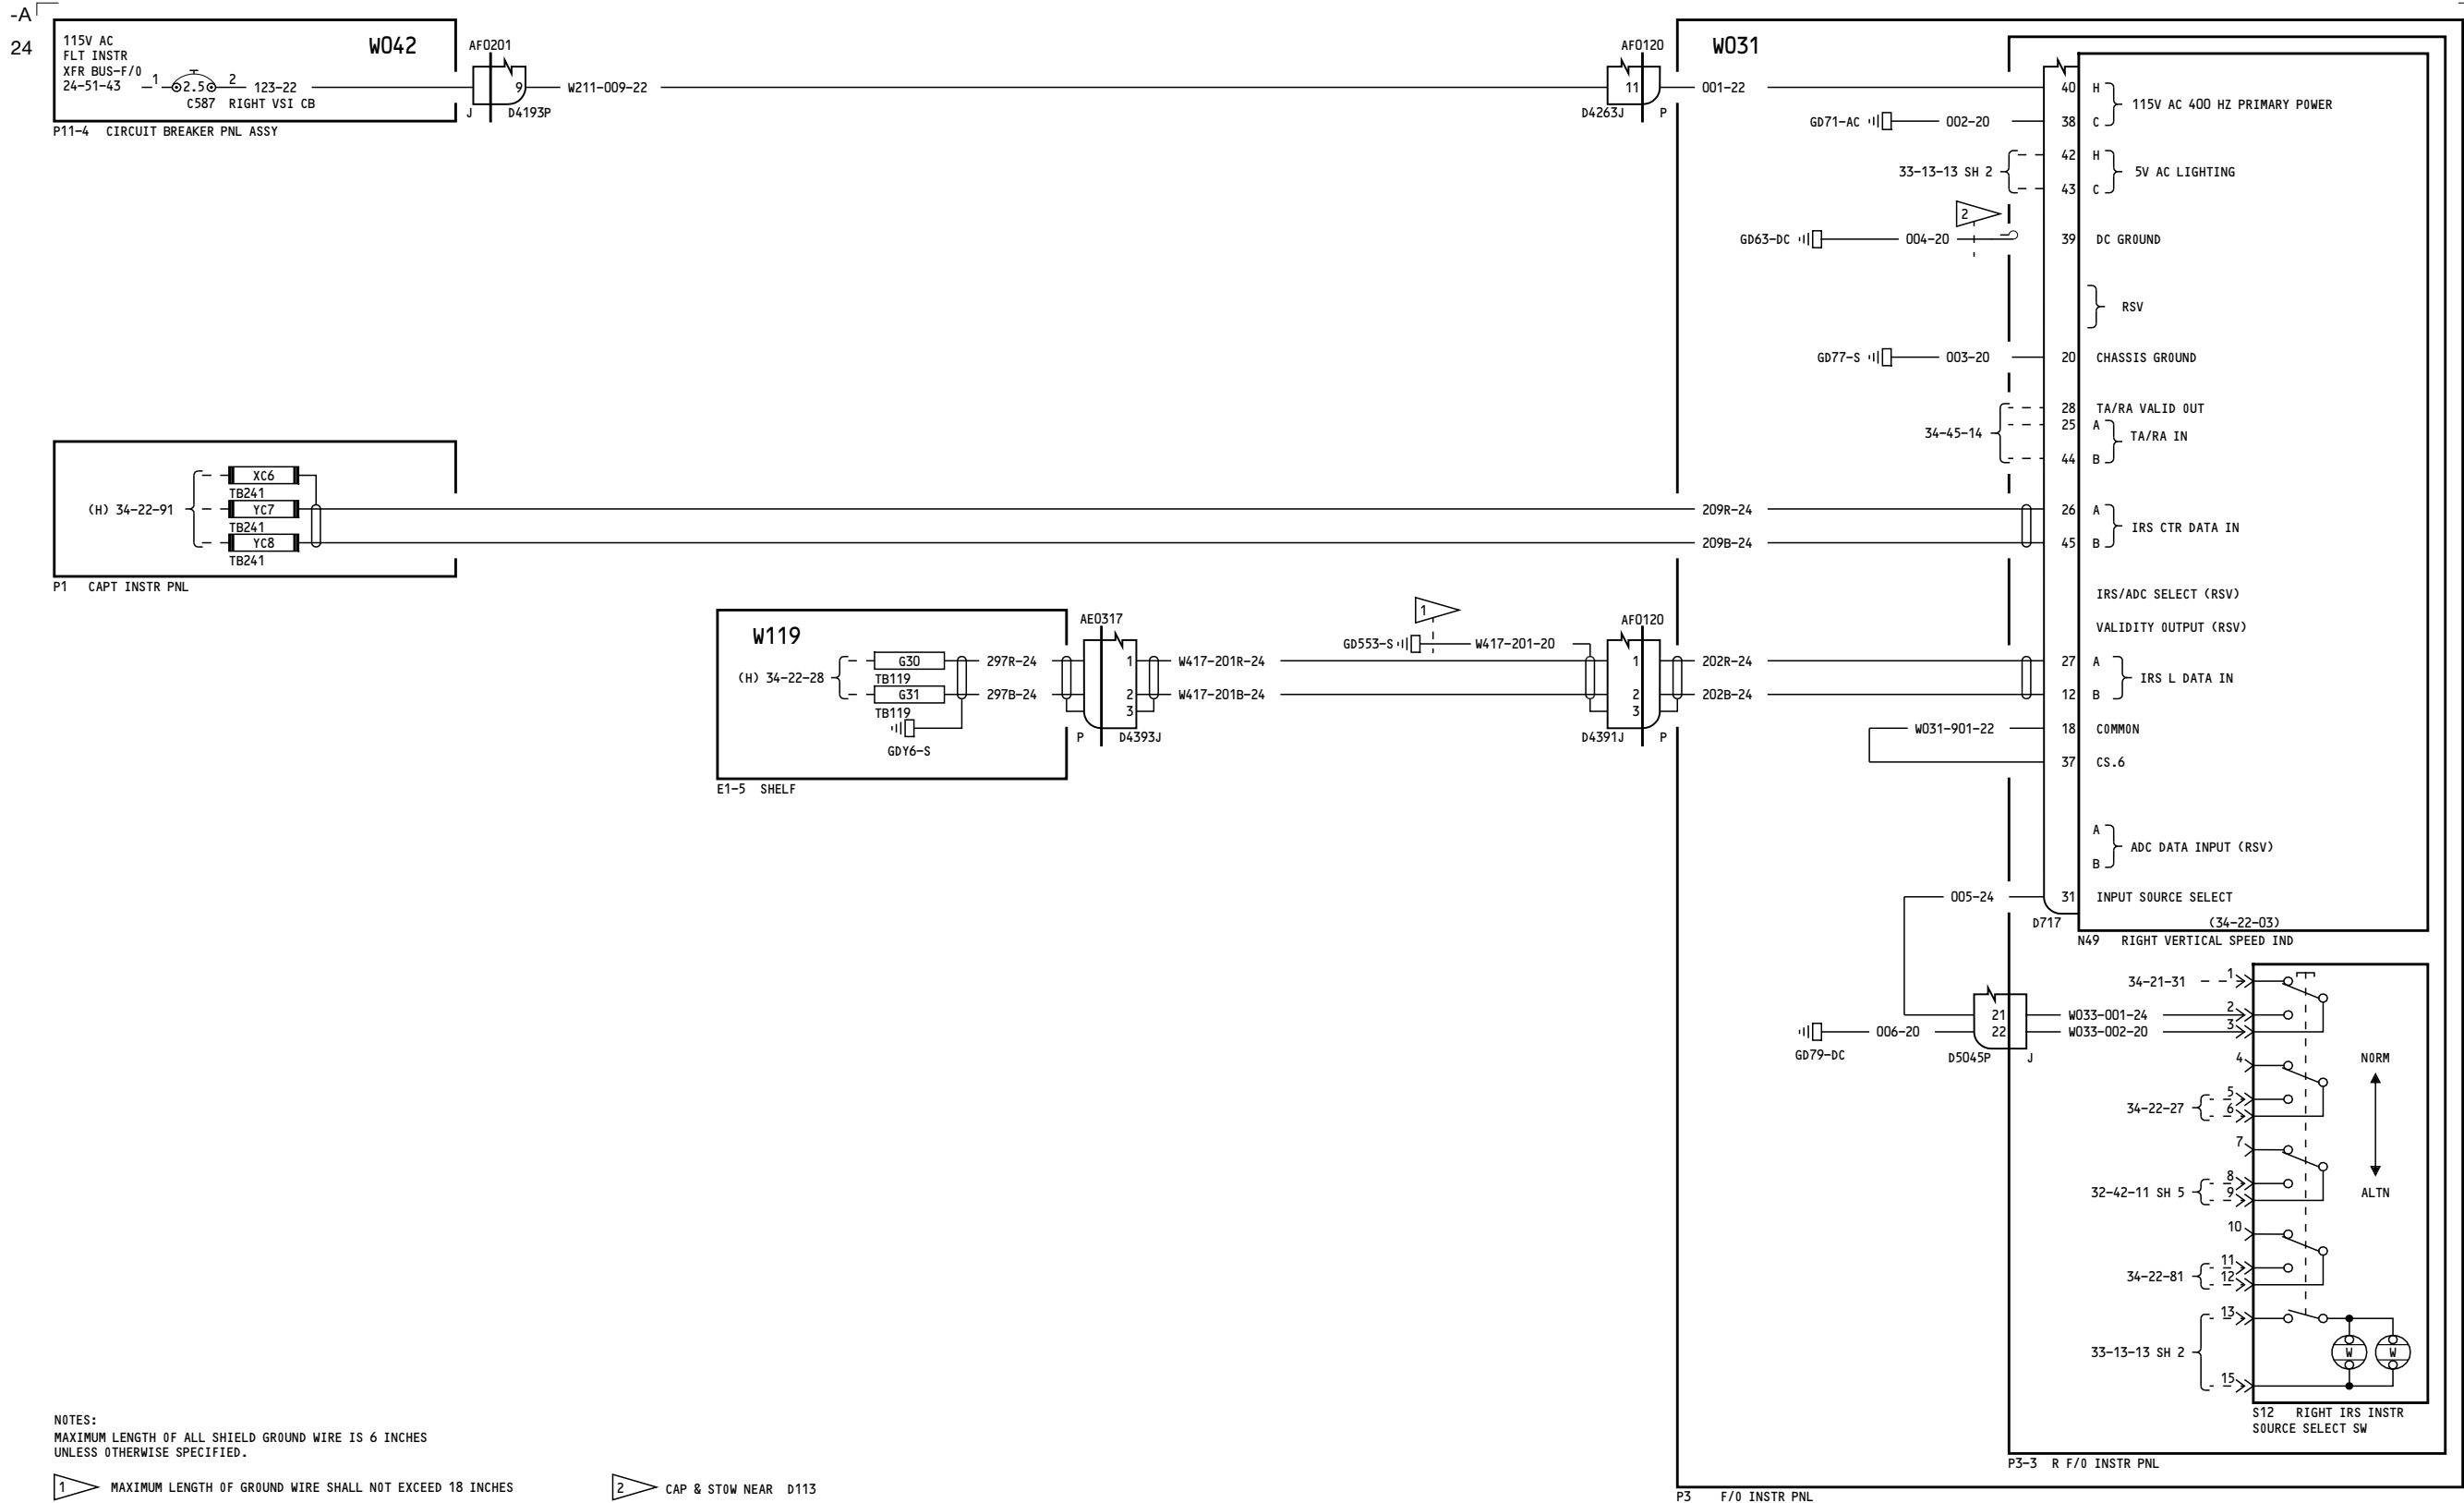 -A
24
115V AC
FLT INSTR
XFR BUS-F/O
24-51-43
W042
1
2.5
2
123-22
C587 RIGHT VSI CB
P11-4 CIRCUIT BREAKER PNL ASSY
AF0201
9
J
D4193P
W211-009-22
AF0120
11
D4263J
P
W031
001-22
40 H
115V AC 400 HZ PRIMARY POWER
GD71-AC
002-20
38 C
42 H
33-13-13 SH 2
5V AC LIGHTING
43 C
2
GD63-DC
004-20
39 DC GROUND
RSV
GD77-S
003-20
20 CHASSIS GROUND
28 TA/RA VALID OUT
25 A
34-45-14
TA/RA IN
44 B
XC6
TB241
(H) 34-22-91
YC7
TB241
YC8
TB241
P1 CAPT INSTR PNL
209R-24
26 A
IRS CTR DATA IN
209B-24
45 B
IRS/ADC SELECT (RSV)
VALIDITY OUTPUT (RSV)
W119
(H) 34-22-28
G30
TB119
G31
TB119
GDY6-S
297R-24
297B-24
E1-5 SHELF
AE0317
1
2
3
P
D4393J
W417-201R-24
W417-201B-24
1
GD553-S
W417-201-20
AF0120
1
2
3
D4391J
P
202R-24
27 A
IRS L DATA IN
202B-24
12 B
W031-901-22
18 COMMON
37 CS.6
A
ADC DATA INPUT (RSV)
B
005-24
31 INPUT SOURCE SELECT
D717
(34-22-03)
N49 RIGHT VERTICAL SPEED IND
34-21-31
1
21
W033-001-24
2
GD79-DC
006-20
22
W033-002-20
3
D5045P
J
4
NORM
34-22-27
5
6
7
32-42-11 SH 5
8
9
ALTN
10
34-22-81
11
12
13
33-13-13 SH 2
W
W
15
S12 RIGHT IRS INSTR
SOURCE SELECT SW
P3-3 R F/O INSTR PNL
P3 F/O INSTR PNL
NOTES:
MAXIMUM LENGTH OF ALL SHIELD GROUND WIRE IS 6 INCHES
UNLESS OTHERWISE SPECIFIED.
1 MAXIMUM LENGTH OF GROUND WIRE SHALL NOT EXCEED 18 INCHES
2 CAP & STOW NEAR D113